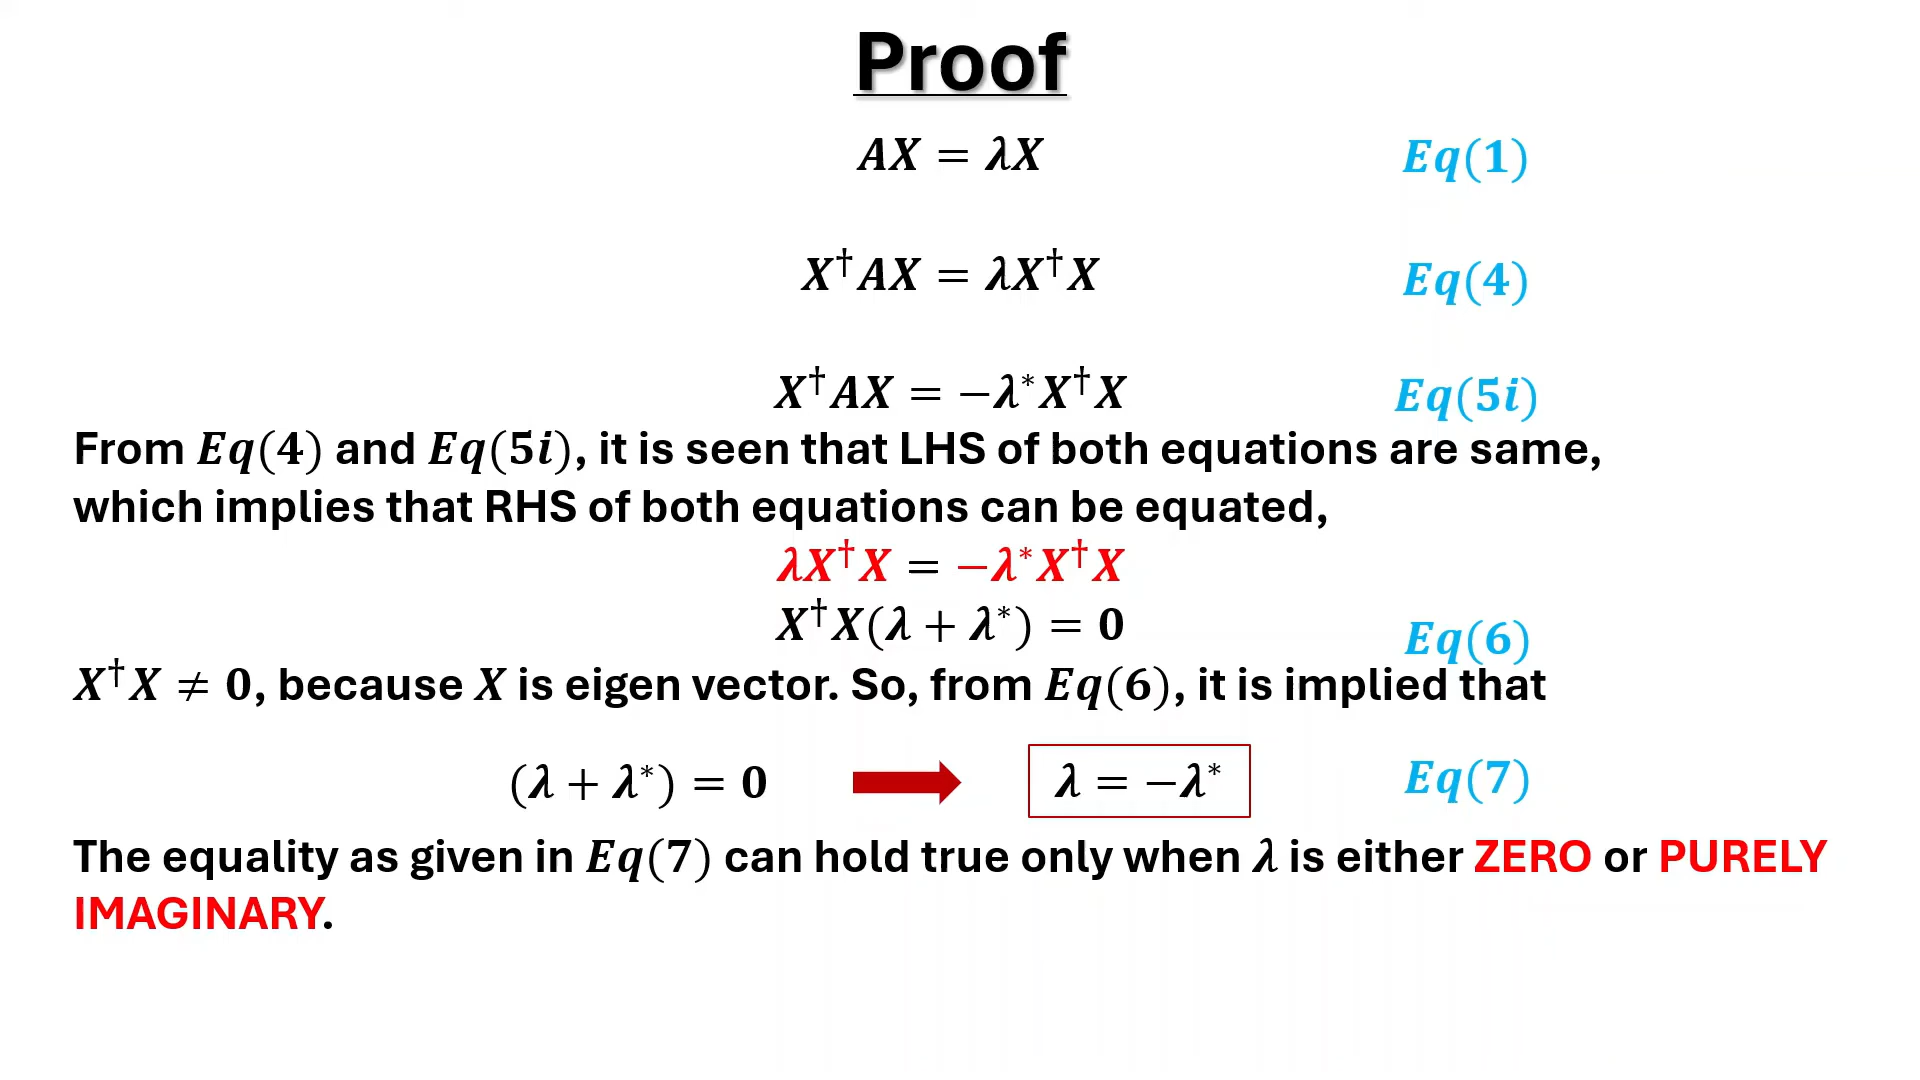 Proof
AX = λX Eq(1)
X†AX = λX†X Eq(4)
X†AX = −λ*X†X Eq(5i)
From Eq(4) and Eq(5i), it is seen that LHS of both equations are same,
which implies that RHS of both equations can be equated,
λX†X = −λ*X†X
X†X(λ + λ*) = 0 Eq(6)
X†X ≠ 0, because X is eigen vector. So, from Eq(6), it is implied that
(λ + λ*) = 0 λ = −λ* Eq(7)
The equality as given in Eq(7) can hold true only when λ is either ZERO or PURELY
IMAGINARY.